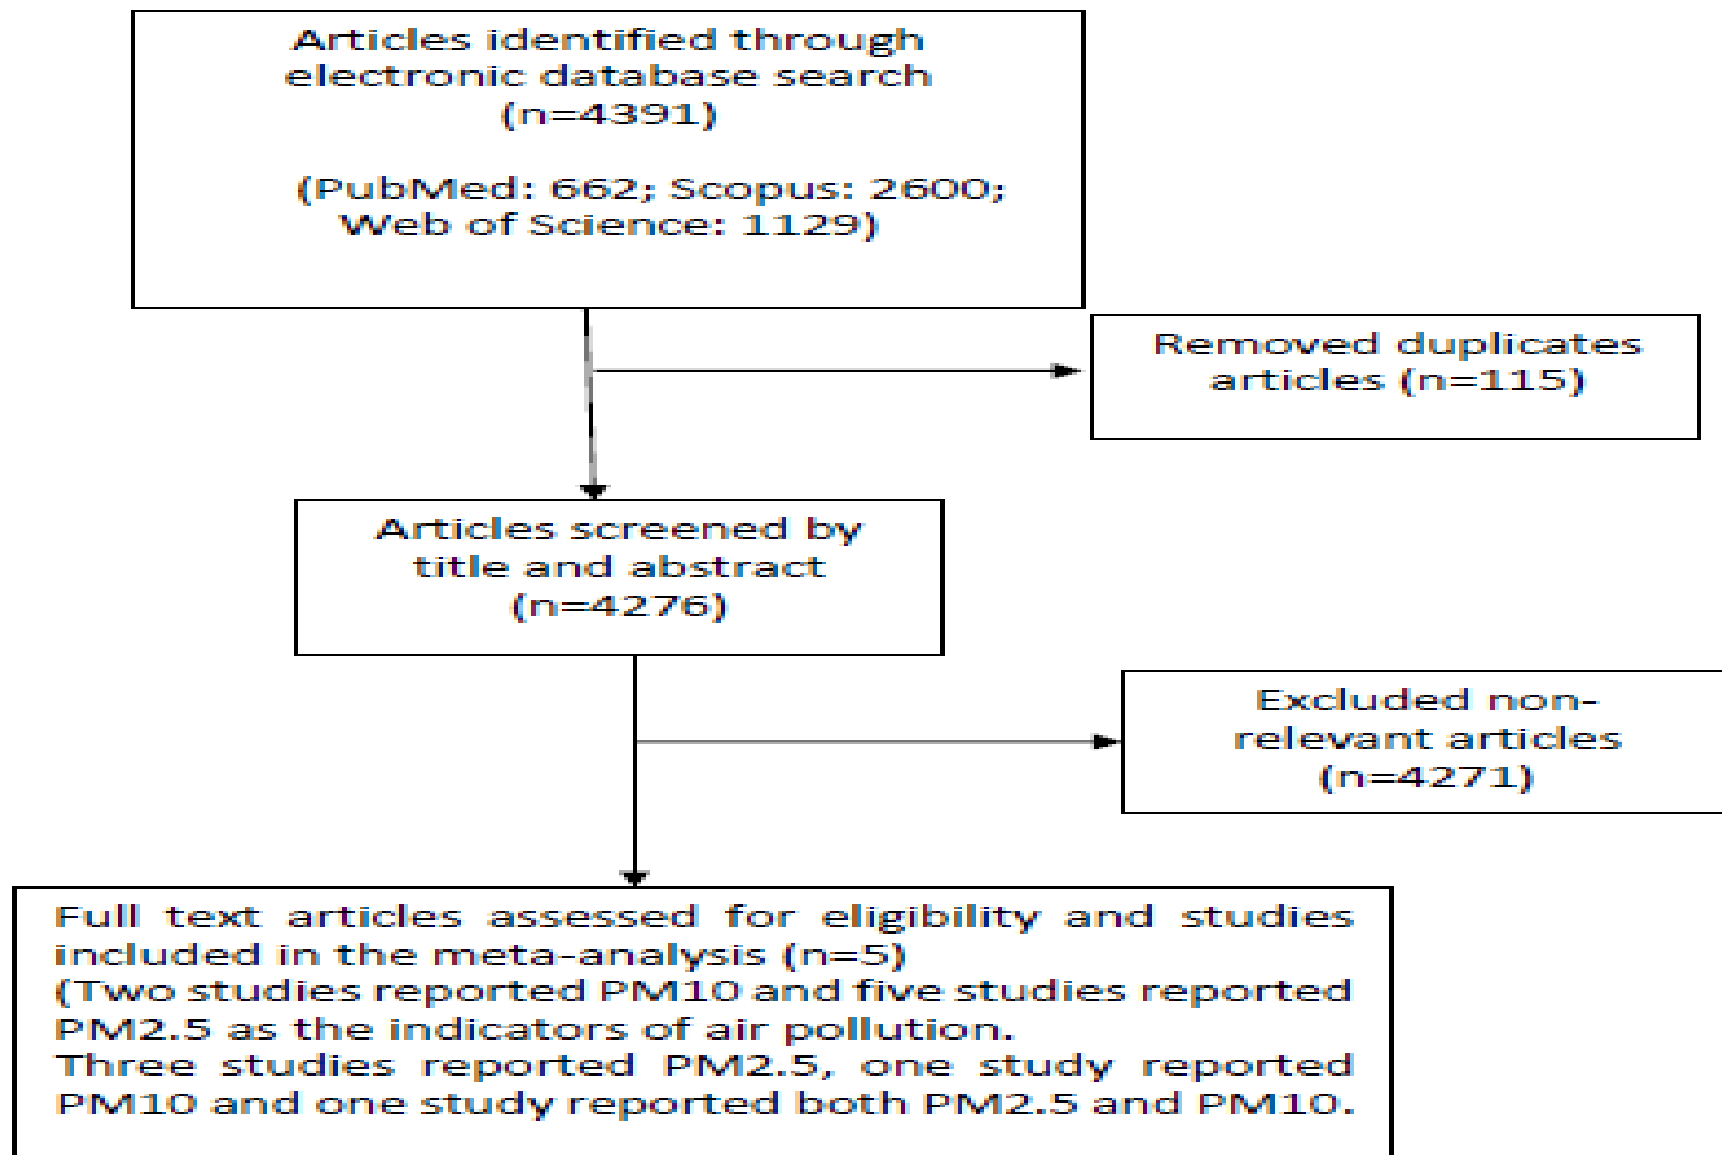 Articles identified through
electronic database search
(n=4391)
(PubMed: 662; Scopus: 2600;
Web of Science: 1129)
Removed duplicates
articles (n=115)
Articles screened by
title and abstract
(n=4276)
Excluded non-
relevant articles
(n=4271)
Full text articles assessed for eligibility and studies
included in the meta-analysis (n=5)
(Two studies reported PM10 and five studies reported
PM2.5 as the indicators of air pollution.
Three studies reported PM2.5, one study reported
PM10 and one study reported both PM2.5 and PM10.